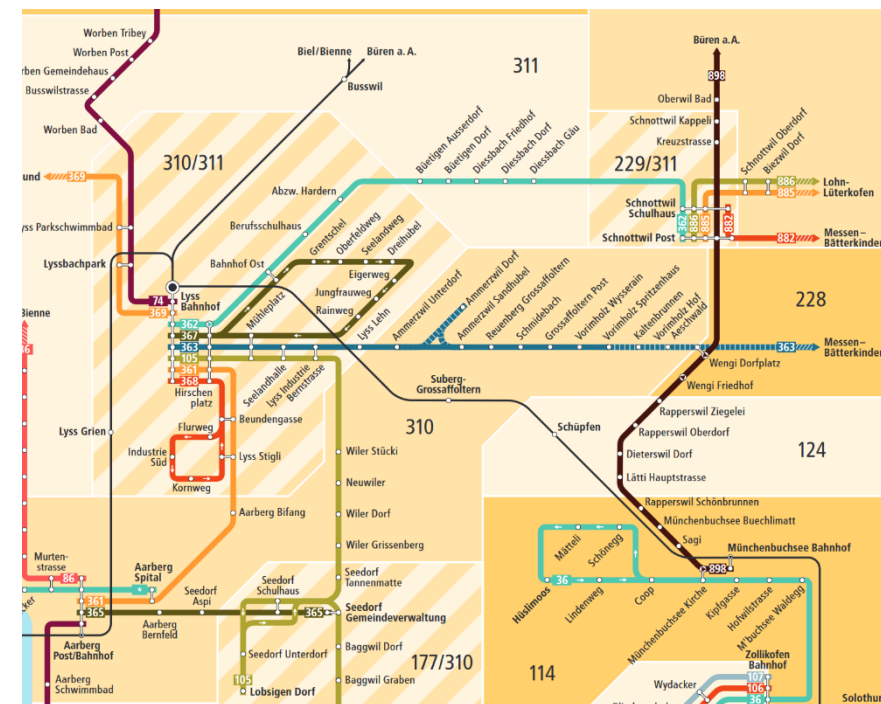 Worben Tribey
Worben Post
rben Gemeindehaus
Busswilstrasse
Worben Bad
Biel/Bienne
Büren a. A.
Busswil
311
Büren a.A.
898
Oberwil Bad
Schnottwil Kappeli
Kreuzstrasse
310/311
Büetigen Ausserdorf
Büetigen Dorf
Diessbach Friedhof
Diessbach Dorf
Diessbach Gäu
229/311
Schnottwil Oberdorf
Biezwil Dorf
und
369
Abzw. Hardern
886
885
Lohn-
Lüterkofen
Schnottwil
Schulhaus
362
886
885
882
Schnottwil Post
882
Messen–
Bätterkinden
yss Parkschwimmbad
Berufsschulhaus
Grentschel
Oberfeldweg
Seelandweg
Dreihubel
Lyssbachpark
Bahnhof Ost
Eigerweg
Jungfrauweg
Rainweg
Mühleplatz
Lyss Lehn
Ammerzwil Unterdorf
Ammerzwil Dorf
Ammerzwil Sandhubel
Reuenberg Grossaffoltern
Schmidebach
Grossaffoltern Post
Vorimholz Wysserain
Vorimholz Spritzenhaus
Kaltenbrunnen
Vorimholz Hof
Aeschwald
228
74
369
Lyss
Bahnhof
Bienne
362
367
363
105
361
368
363
Messen–
Bätterkinden
86
Hirschen
platz
Seelandhalle
Lyss Industrie
Bernstrasse
Wengi Dorfplatz
Wengi Friedhof
Suberg-
Grossaffoltern
Rapperswil Ziegelei
Beundengasse
Flurweg
Lyss Grien
310
Schüpfen
Rapperswil Oberdorf
124
Industrie
Süd
Lyss Stigli
Kornweg
Wiler Stücki
Dieterswil Dorf
Neuwiler
Lätti Hauptstrasse
Aarberg Bifang
Wiler Dorf
Rapperswil Schönbrunnen
Münchenbuchsee Buechlimatt
Wiler Grissenberg
Mätteli
Schönegg
Sagi
Münchenbuchsee Bahnhof
898
Murten-
strasse
86
Aarberg
Spital
Seedorf
Tannenmatte
Seedorf
Schulhaus
Seedorf
Aspi
36
Hüslimoos
Lindenweg
Coop
Münchenbuchsee Kirche
Kipfgasse
Hofwilstrasse
M'buchsee Waldegg
361
365
365
Seedorf
Gemeindeverwaltung
Aarberg
Bernfeld
Aarberg
Post/Bahnhof
Baggwil Dorf
Seedorf Unterdorf
177/310
114
Zollikofen
Bahnhof
Aarberg
Schwimmbad
105
Baggwil Graben
Lobsigen Dorf
Wydacker
107
106
36
Solothu